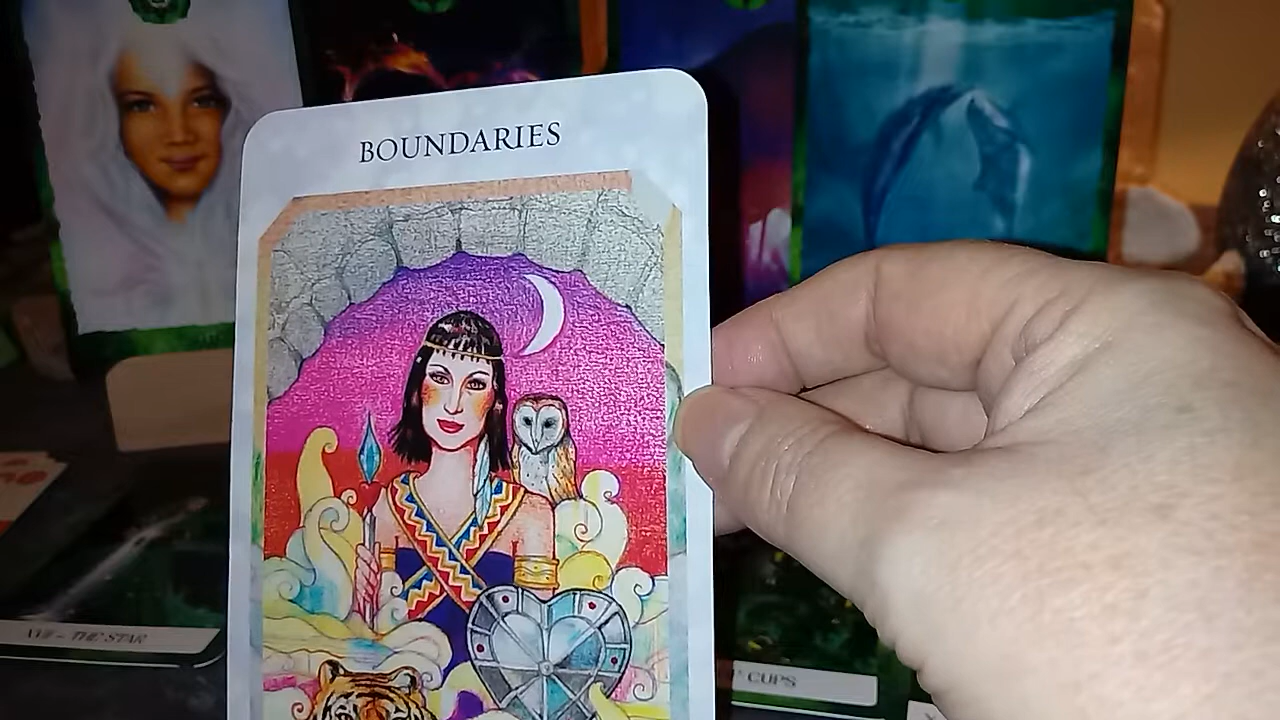 BOUNDARIES
XVII – THE STAR
CUPS